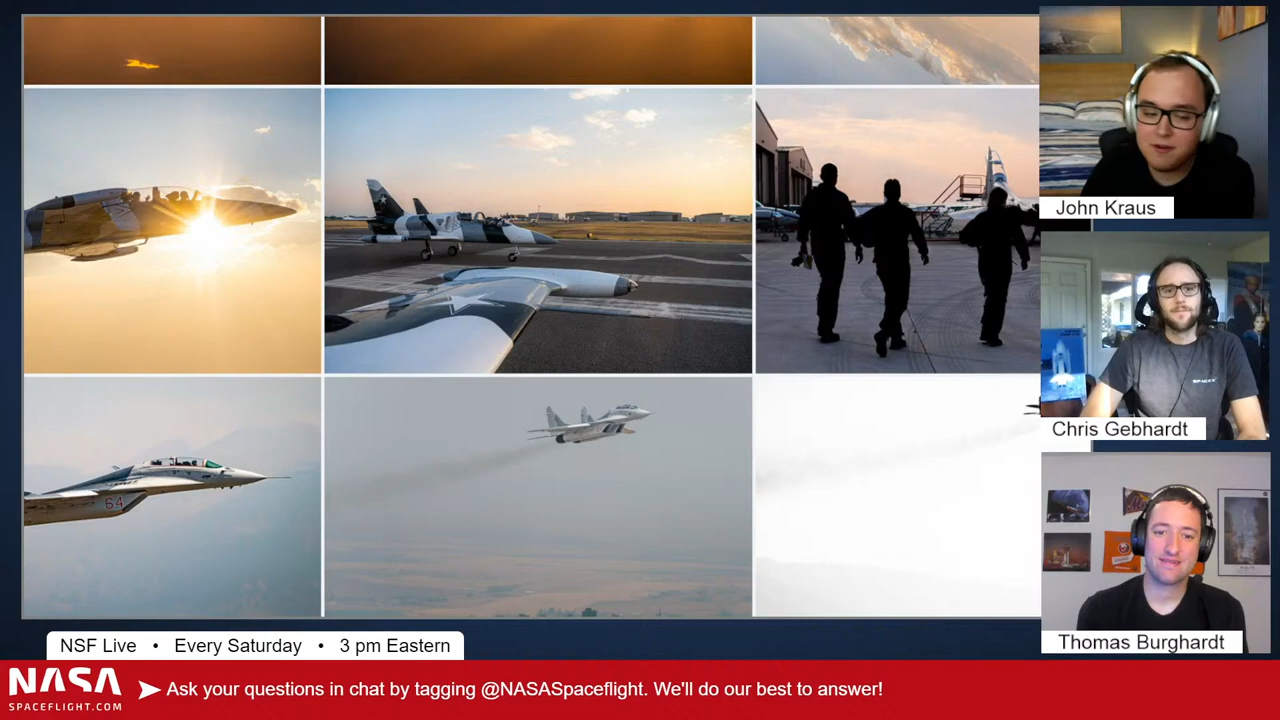 John Kraus
64
SPACEX
Chris Gebhardt
Thomas Burghardt
NSF Live • Every Saturday • 3 pm Eastern
NASA
SPACEFLIGHT.COM
Ask your questions in chat by tagging @NASASpaceflight. We'll do our best to answer!